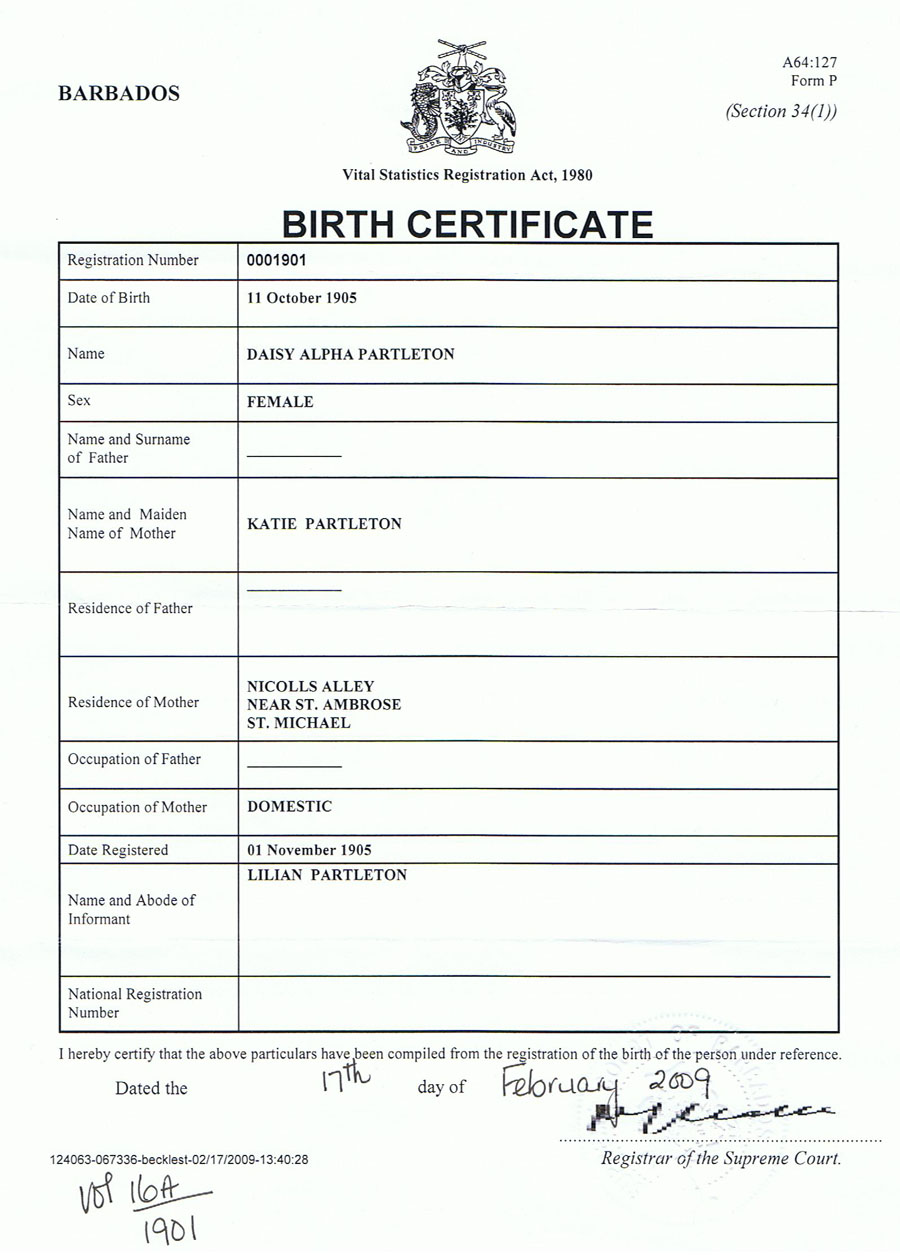 A64:127
BARBADOS
Form P
(Section 34(1))
PRIDE AND INDUSTRY
Vital Statistics Registration Act, 1980
BIRTH CERTIFICATE
Registration Number 0001901
Date of Birth 11 October 1905
Name DAISY ALPHA PARTLETON
Sex FEMALE
Name and Surname
of Father
Name and Maiden
Name of Mother
KATIE PARTLETON
Residence of Father
Residence of Mother
NICOLLS ALLEY
NEAR ST. AMBROSE
ST. MICHAEL
Occupation of Father
Occupation of Mother DOMESTIC
Date Registered 01 November 1905
Name and Abode of
Informant
LILIAN PARTLETON
National Registration
Number
I hereby certify that the above particulars have been compiled from the registration of the birth of the person under reference.
Dated the 17th day of February 2009
Registrar of the Supreme Court.
124063-067336-becklest-02/17/2009-13:40:28
Vol 16A
1901